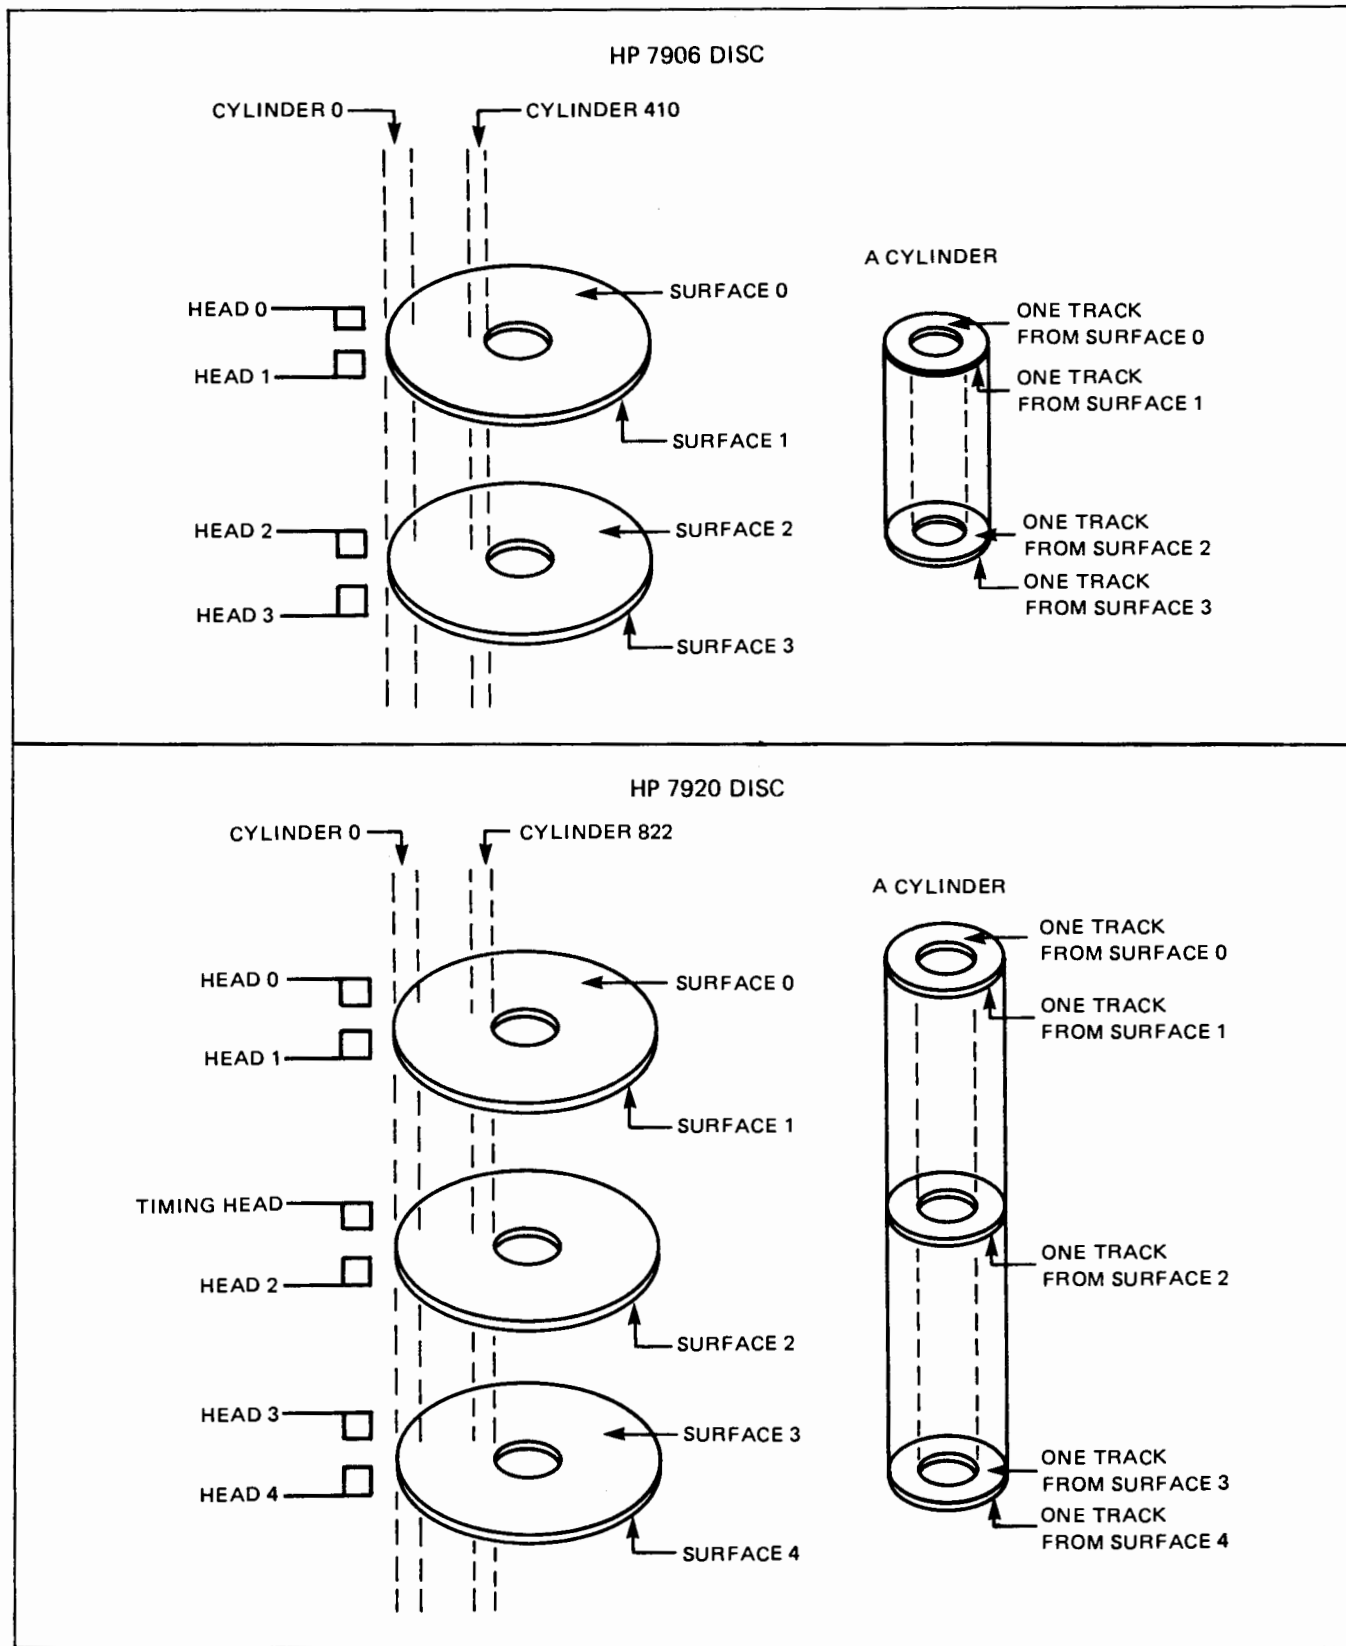 HP 7906 DISC
CYLINDER 0
CYLINDER 410
A CYLINDER
HEAD 0
SURFACE 0
ONE TRACK
FROM SURFACE 0
HEAD 1
ONE TRACK
FROM SURFACE 1
SURFACE 1
HEAD 2
SURFACE 2
ONE TRACK
FROM SURFACE 2
HEAD 3
ONE TRACK
FROM SURFACE 3
SURFACE 3
HP 7920 DISC
CYLINDER 0
CYLINDER 822
A CYLINDER
HEAD 0
SURFACE 0
ONE TRACK
FROM SURFACE 0
HEAD 1
ONE TRACK
FROM SURFACE 1
SURFACE 1
TIMING HEAD
HEAD 2
ONE TRACK
FROM SURFACE 2
SURFACE 2
HEAD 3
SURFACE 3
ONE TRACK
FROM SURFACE 3
HEAD 4
ONE TRACK
FROM SURFACE 4
SURFACE 4